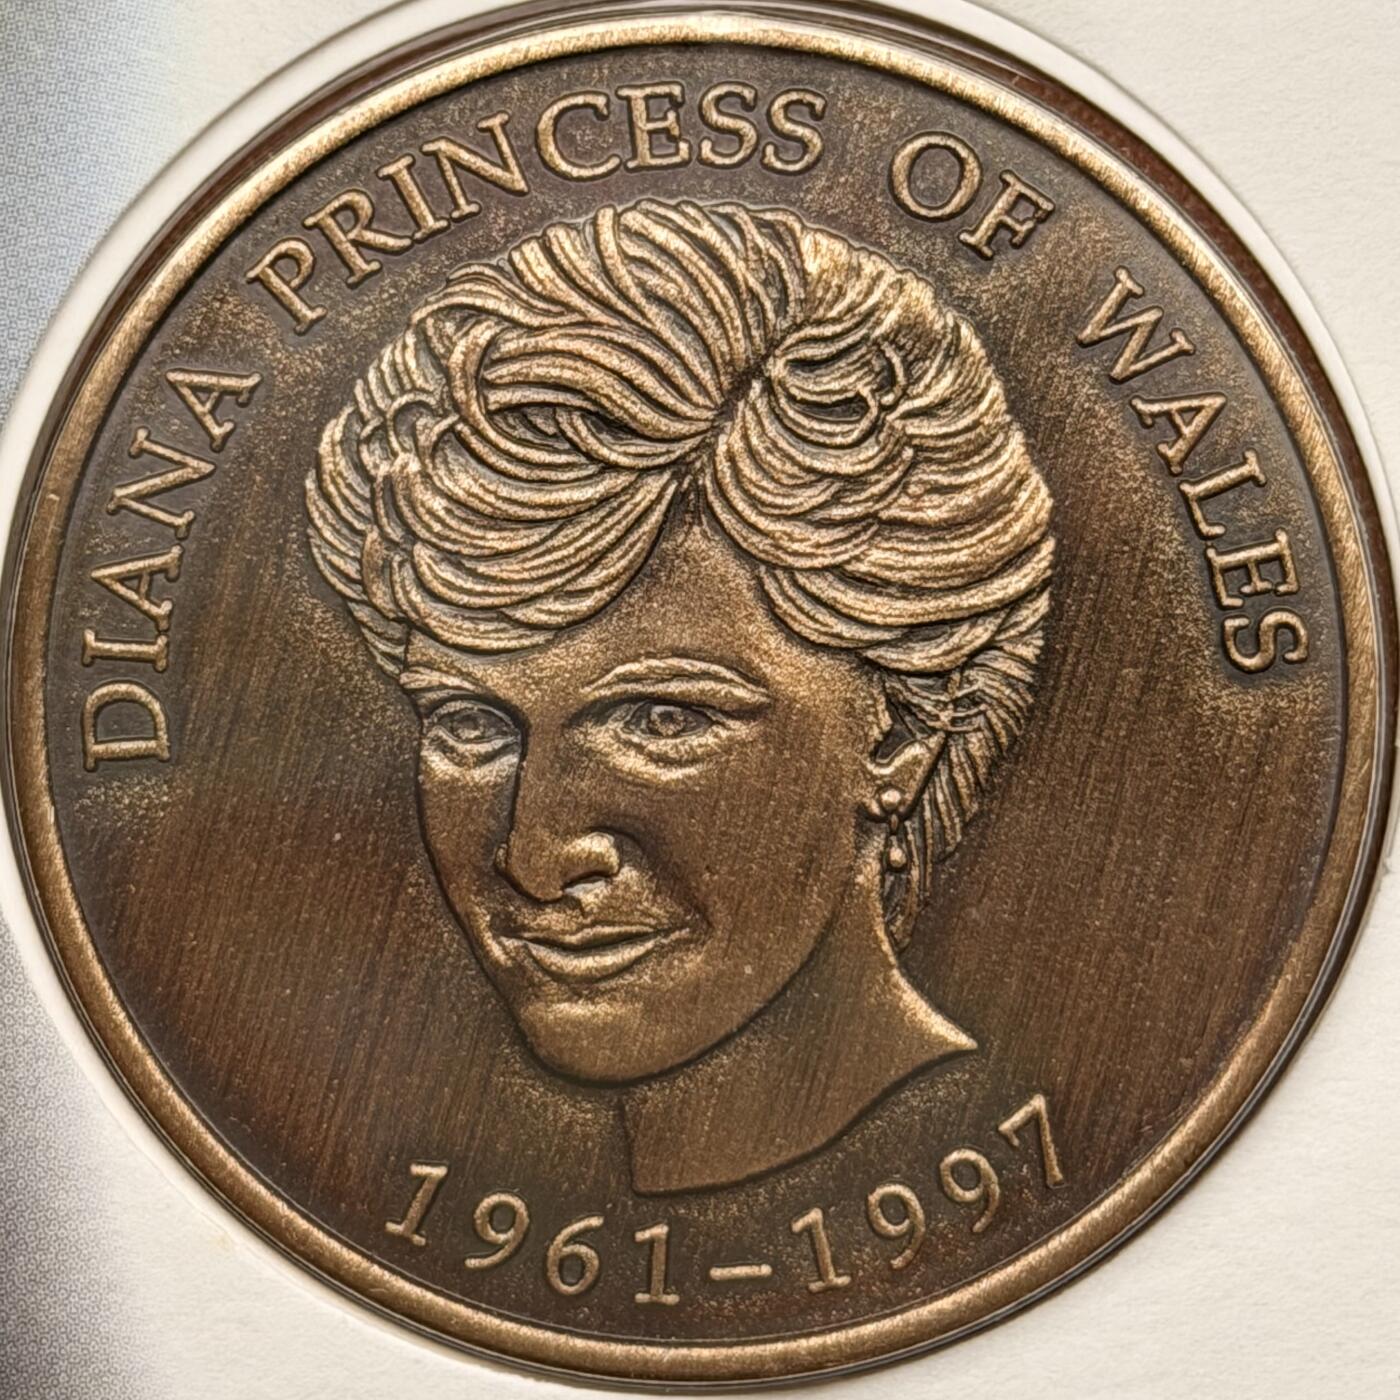 DIANA PRINCESS OF WALES
1961-1997